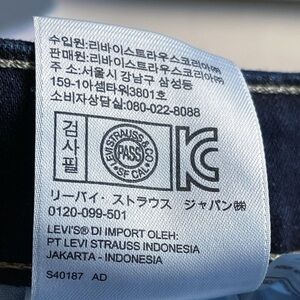 수입원:리바이스트라우스코리아㈜
판매원:리바이스트라우스코리아㈜
주 소:서울시 강남구 삼성동
159-1아셈타워3801호
소비자상담실:080-022-8088
검사필
LEVI STRAUSS & CO
PASS
SF CAL
リーバイ・ストラウス ジャパン㈱
0120-099-501
LEVI'S® DI IMPORT OLEH:
PT LEVI STRAUSS INDONESIA
JAKARTA - INDONESIA
S40187 AD